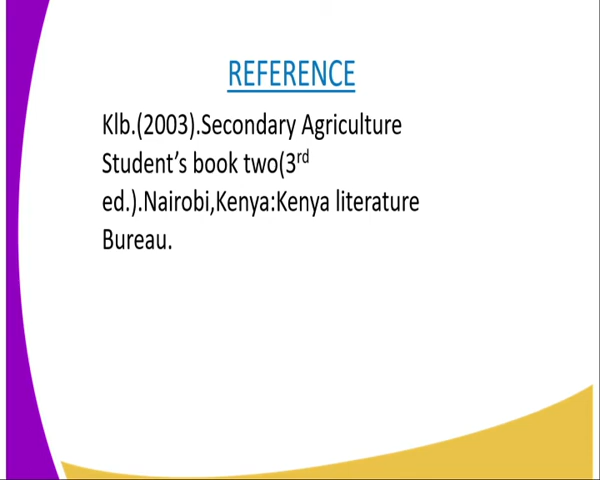 REFERENCE
Klb.(2003).Secondary Agriculture
Student’s book two(3rd
ed.).Nairobi,Kenya:Kenya literature
Bureau.